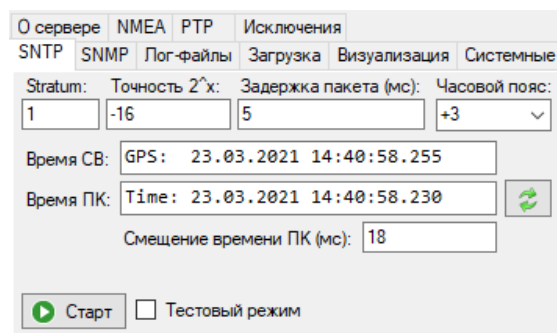 О сервере NMEA PTP Исключения
SNTP SNMP Лог-файлы Загрузка Визуализация Системные
Stratum: Точность 2^x: Задержка пакета (мс): Часовой пояс:
1 -16 5 +3
Время СВ: GPS: 23.03.2021 14:40:58.255
Время ПК: Time: 23.03.2021 14:40:58.230
Смещение времени ПК (мс): 18
Старт Тестовый режим